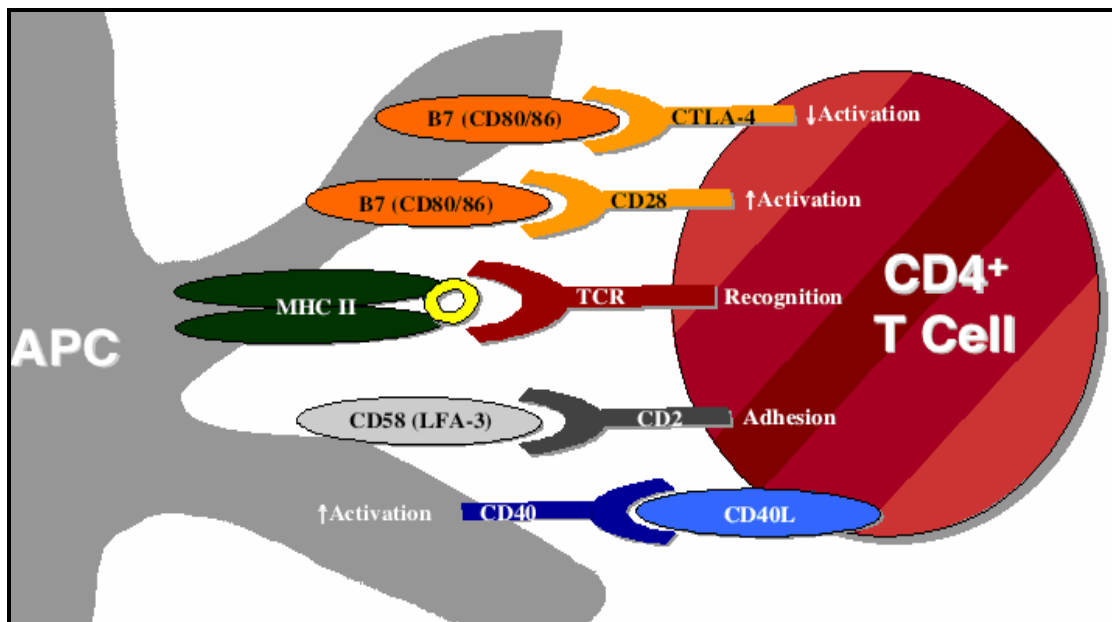 B7 (CD80/86) CTLA-4 ↓Activation
B7 (CD80/86) CD28 ↑Activation
MHC II TCR Recognition
CD4⁺
T Cell
APC
CD58 (LFA-3) CD2 Adhesion
↑Activation CD40 CD40L